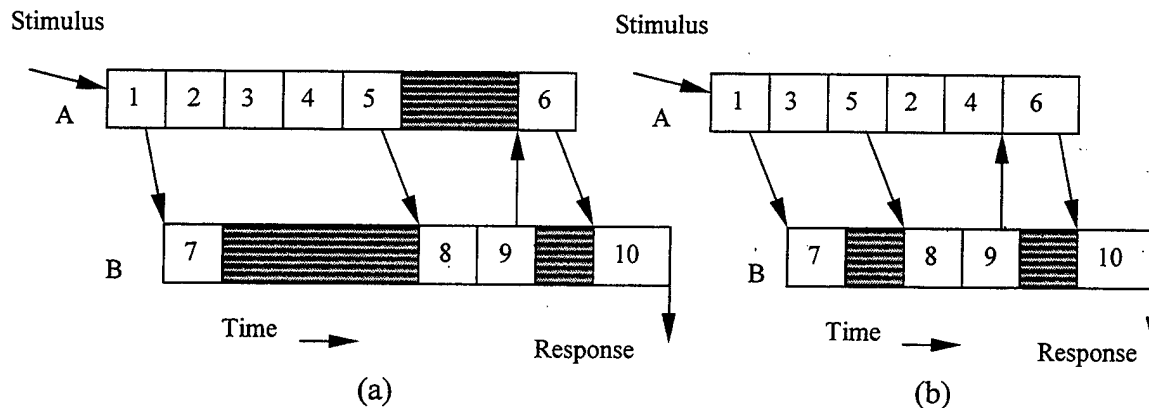 Stimulus
1 2 3 4 5 6
A
7 8 9 10
B
Time
Response
(a)
Stimulus
1 3 5 2 4 6
A
7 8 9 10
B
Time
Response
(b)